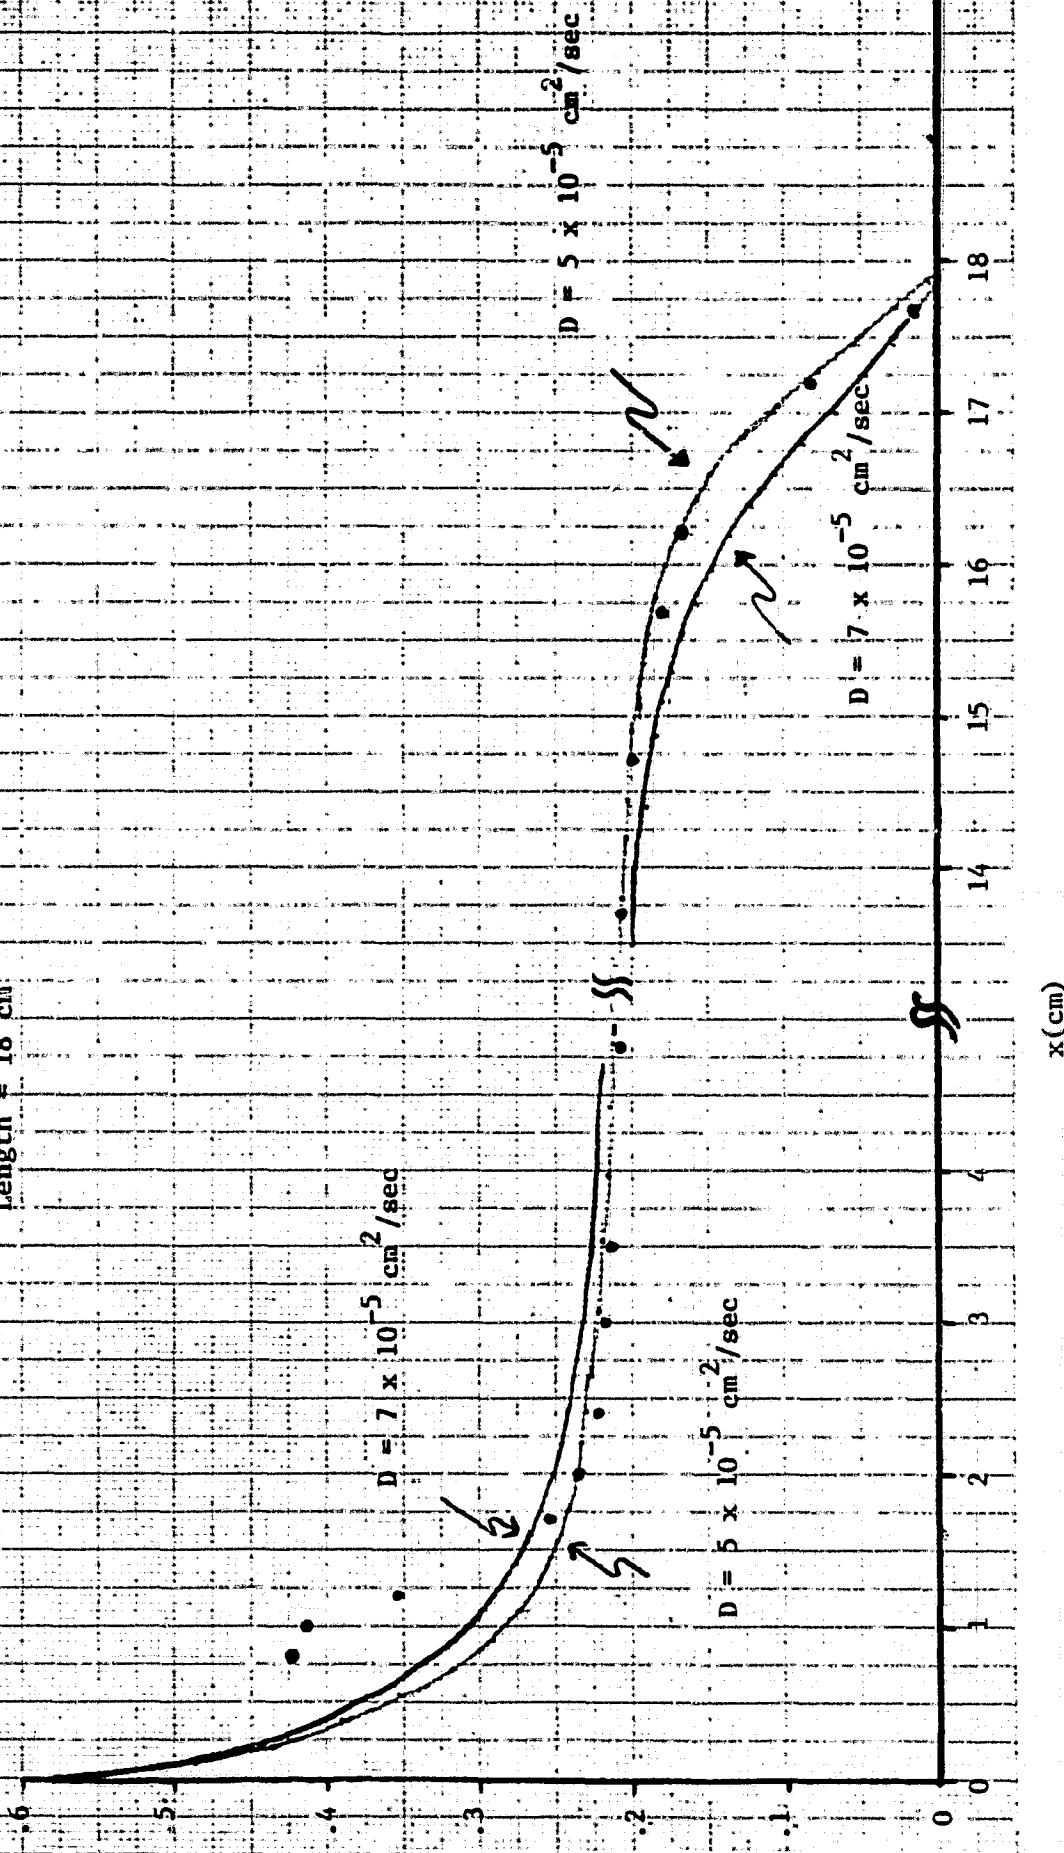 Length = 18 cm
D = 5 x 10⁻⁵ cm²/sec
D = 7 x 10⁻⁵ cm²/sec
D = 7 x 10⁻⁵ cm²/sec
D = 5 x 10⁻⁵ cm²/sec
.6
.5
.4
.3
.2
.1
0
0 1 2 3 4 14 15 16 17 18
x(cm)